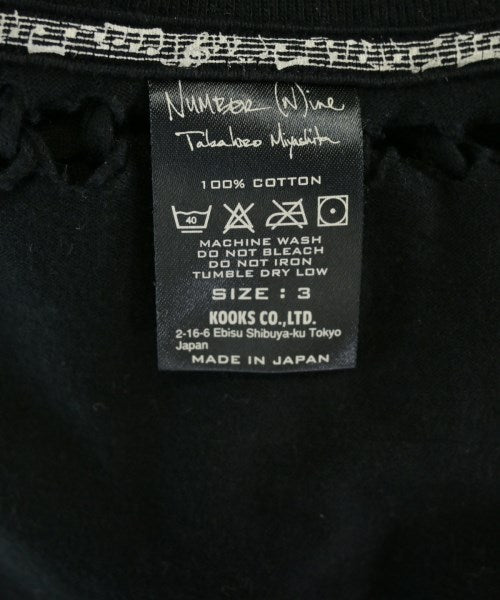 NUMBER (N)ine
Takahiro Miyashita
100% COTTON
40
MACHINE WASH
DO NOT BLEACH
DO NOT IRON
TUMBLE DRY LOW
SIZE : 3
KOOKS CO.,LTD.
2-16-6 Ebisu Shibuya-ku Tokyo
Japan
MADE IN JAPAN